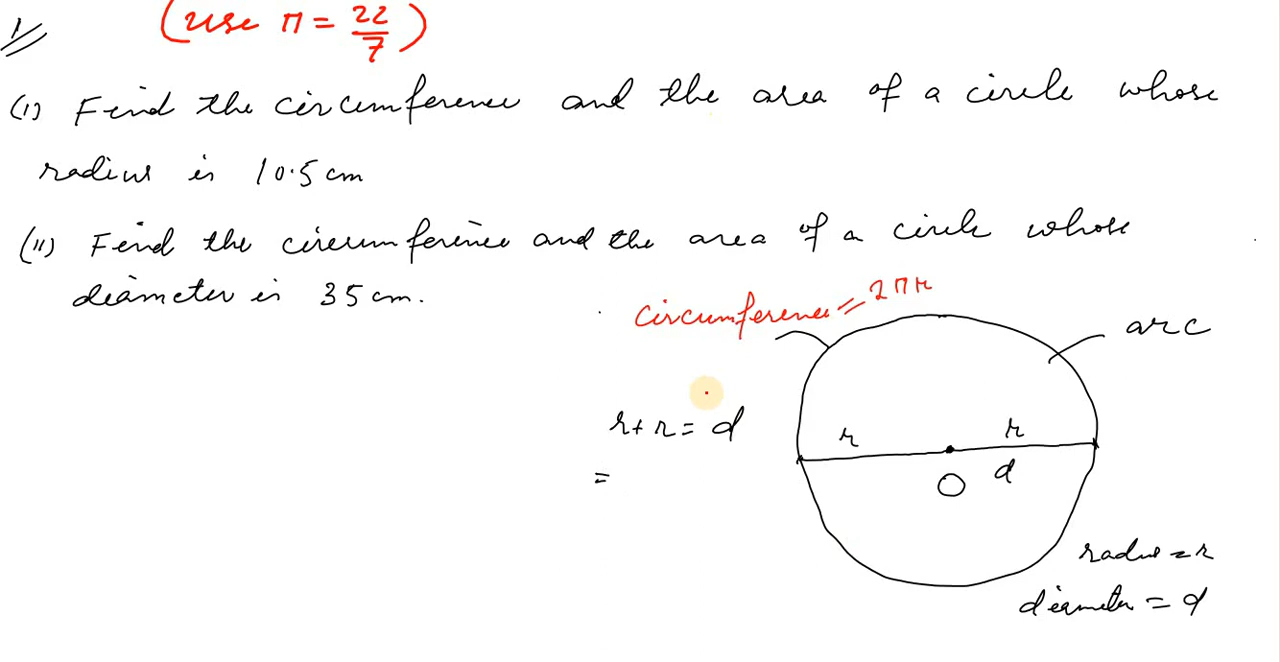 1
(use π = 22/7)
(i) Find the circumference and the area of a circle whose
radius is 10.5 cm
(ii) Find the circumference and the area of a circle whose
diameter is 35 cm.
circumference = 2πr
arc
r + r = d
r
r
=
d
O
radius = r
diameter = d